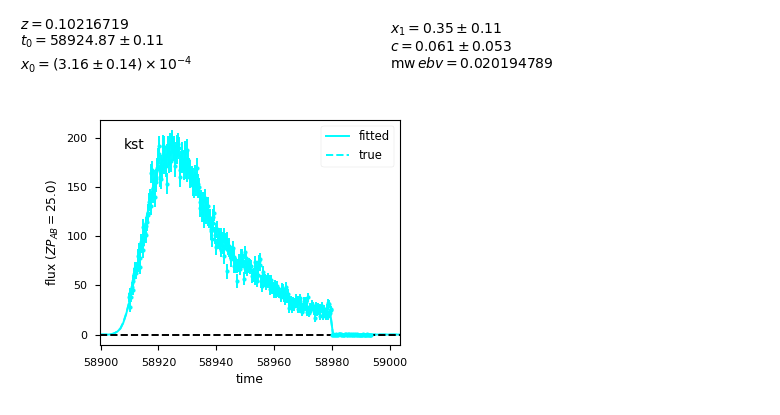 z = 0.10216719
t₀ = 58924.87 ± 0.11
x₀ = (3.16 ± 0.14) × 10⁻⁴
x₁ = 0.35 ± 0.11
c = 0.061 ± 0.053
mw ebv = 0.020194789
kst
fitted
true
200
150
100
50
0
flux (ZP_AB = 25.0)
58900 58920 58940 58960 58980 59000
time